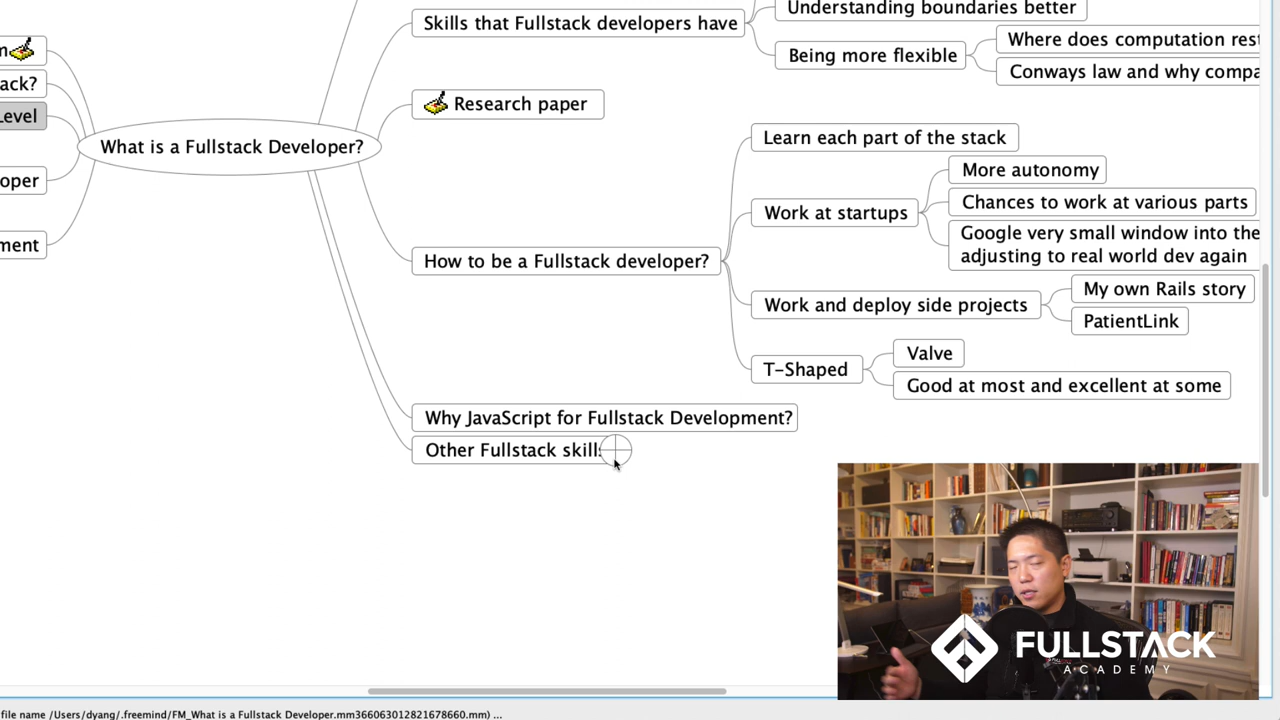 Understanding boundaries better
Skills that Fullstack developers have
Where does computation rest
Being more flexible
Conways law and why compa
m
ack?
Research paper
Level
Learn each part of the stack
What is a Fullstack Developer?
More autonomy
oper
Chances to work at various parts
Work at startups
Google very small window into the
adjusting to real world dev again
ment
How to be a Fullstack developer?
My own Rails story
Work and deploy side projects
PatientLink
Valve
T-Shaped
Good at most and excellent at some
Why JavaScript for Fullstack Development?
Other Fullstack skills
FULLSTACK
ACADEMY
file name /Users/dyang/.freemind/FM_What is a Fullstack Developer.mm366063012821678660.mm) ...